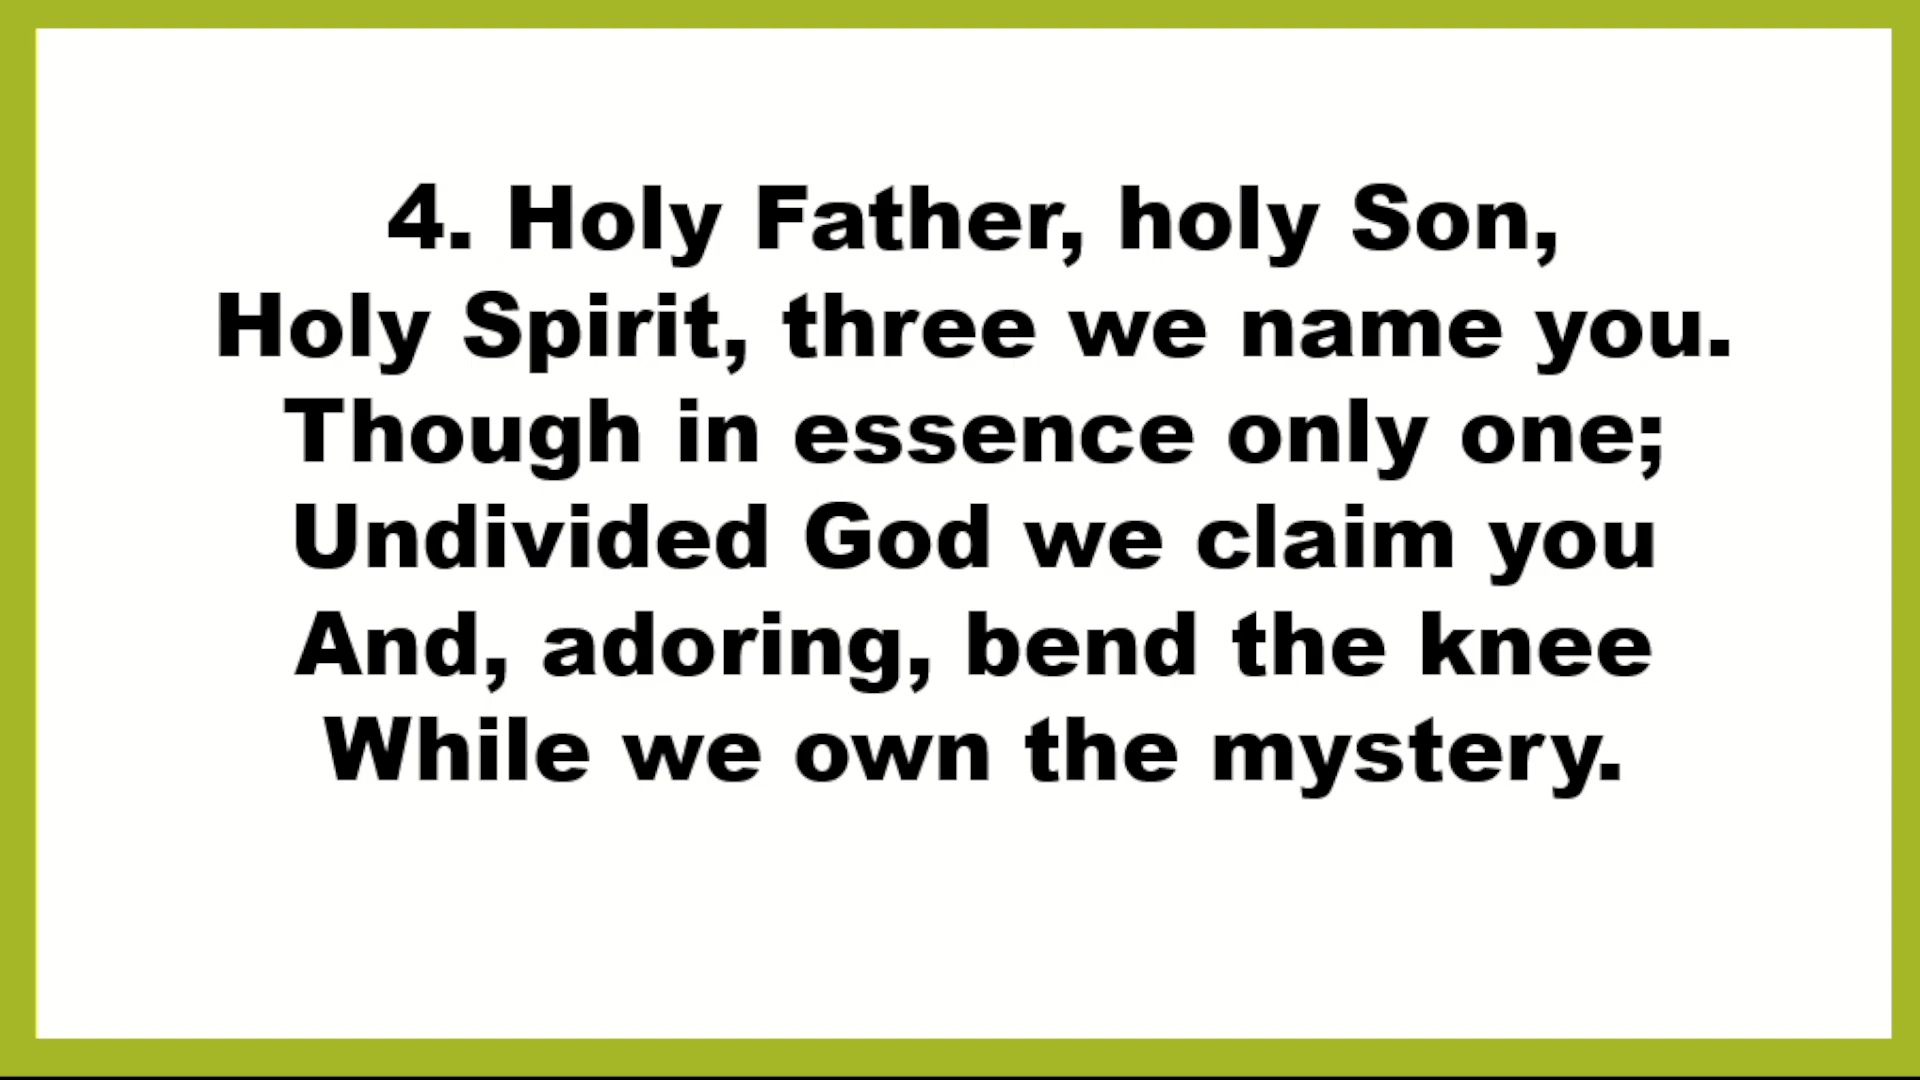 4. Holy Father, holy Son,
Holy Spirit, three we name you.
Though in essence only one;
Undivided God we claim you
And, adoring, bend the knee
While we own the mystery.